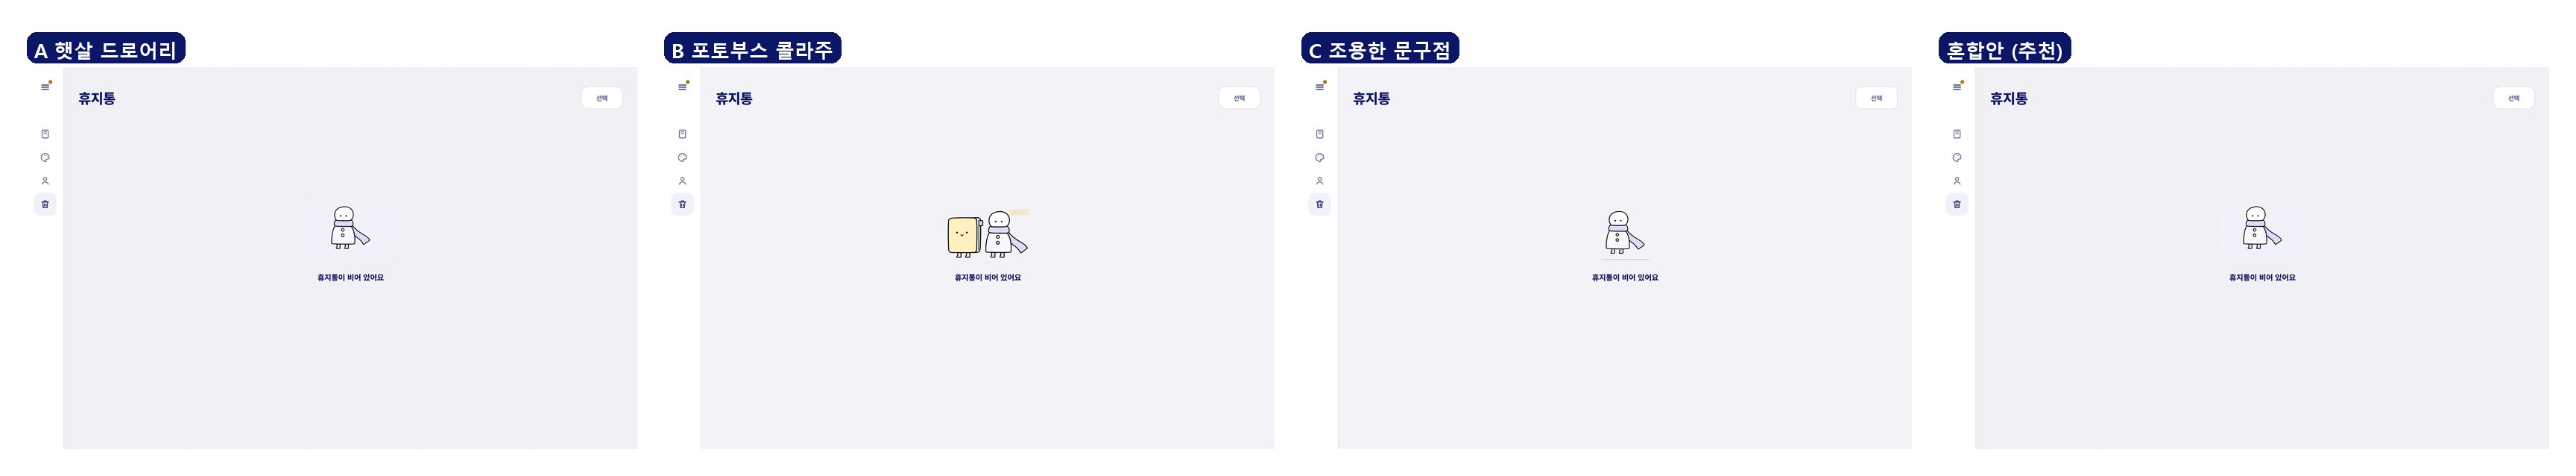 A 햇살 드로어리
휴지통
선택
휴지통이 비어 있어요
B 포토부스 콜라주
휴지통
선택
휴지통이 비어 있어요
C 조용한 문구점
휴지통
선택
휴지통이 비어 있어요
혼합안 (추천)
휴지통
선택
휴지통이 비어 있어요